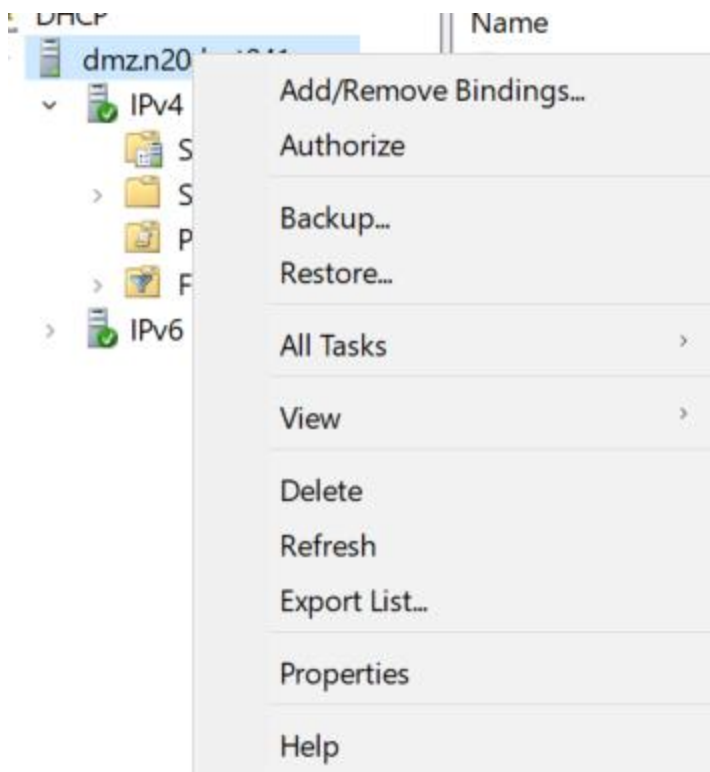 DHCP
Name
dmz.n20
IPv4
S
S
P
F
IPv6
Add/Remove Bindings...
Authorize
Backup...
Restore...
All Tasks
View
Delete
Refresh
Export List...
Properties
Help